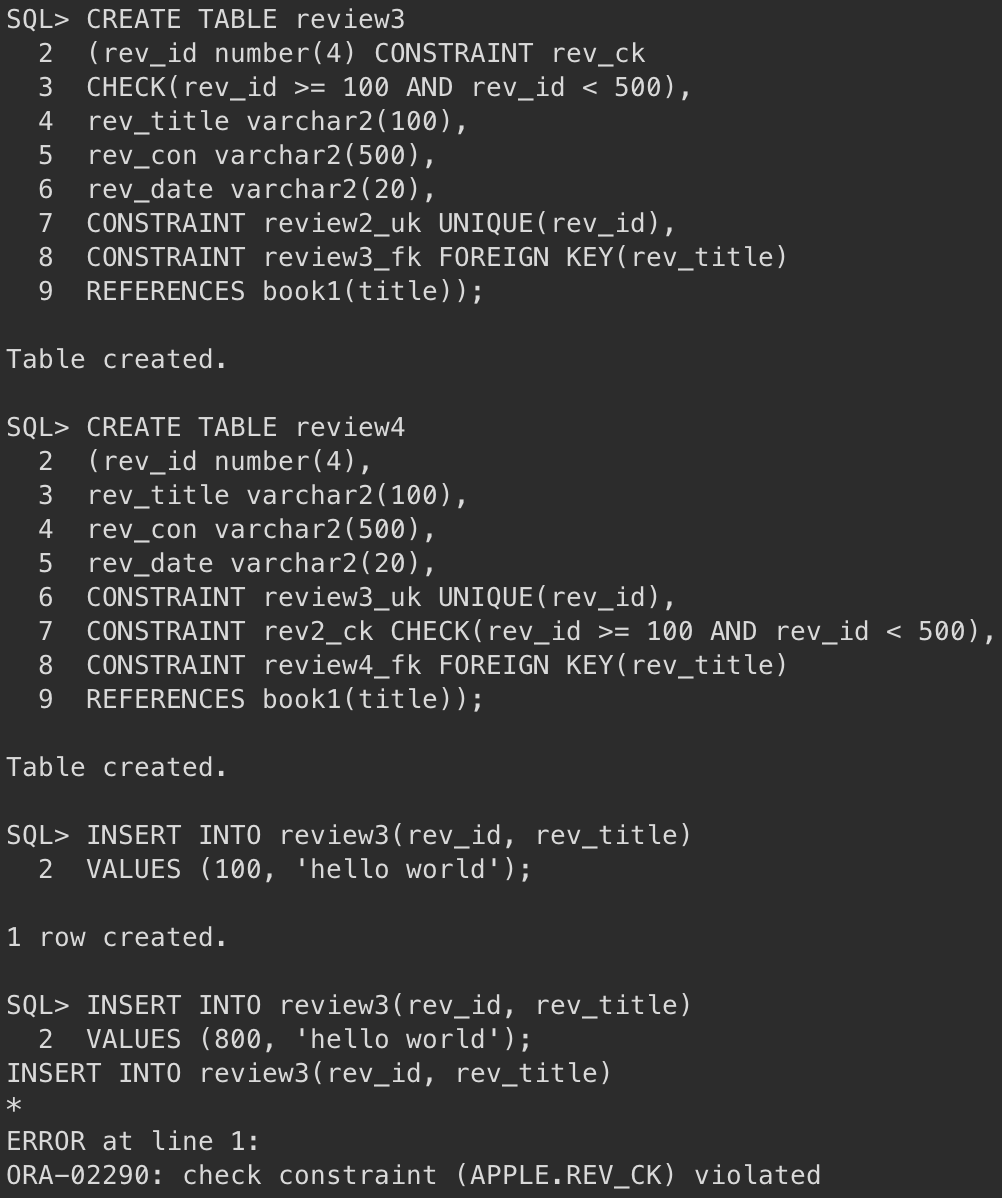 SQL> CREATE TABLE review3
  2  (rev_id number(4) CONSTRAINT rev_ck
  3  CHECK(rev_id >= 100 AND rev_id < 500),
  4  rev_title varchar2(100),
  5  rev_con varchar2(500),
  6  rev_date varchar2(20),
  7  CONSTRAINT review2_uk UNIQUE(rev_id),
  8  CONSTRAINT review3_fk FOREIGN KEY(rev_title)
  9  REFERENCES book1(title));

Table created.

SQL> CREATE TABLE review4
  2  (rev_id number(4),
  3  rev_title varchar2(100),
  4  rev_con varchar2(500),
  5  rev_date varchar2(20),
  6  CONSTRAINT review3_uk UNIQUE(rev_id),
  7  CONSTRAINT rev2_ck CHECK(rev_id >= 100 AND rev_id < 500),
  8  CONSTRAINT review4_fk FOREIGN KEY(rev_title)
  9  REFERENCES book1(title));

Table created.

SQL> INSERT INTO review3(rev_id, rev_title)
  2  VALUES (100, 'hello world');

1 row created.

SQL> INSERT INTO review3(rev_id, rev_title)
  2  VALUES (800, 'hello world');
INSERT INTO review3(rev_id, rev_title)
*
ERROR at line 1:
ORA-02290: check constraint (APPLE.REV_CK) violated